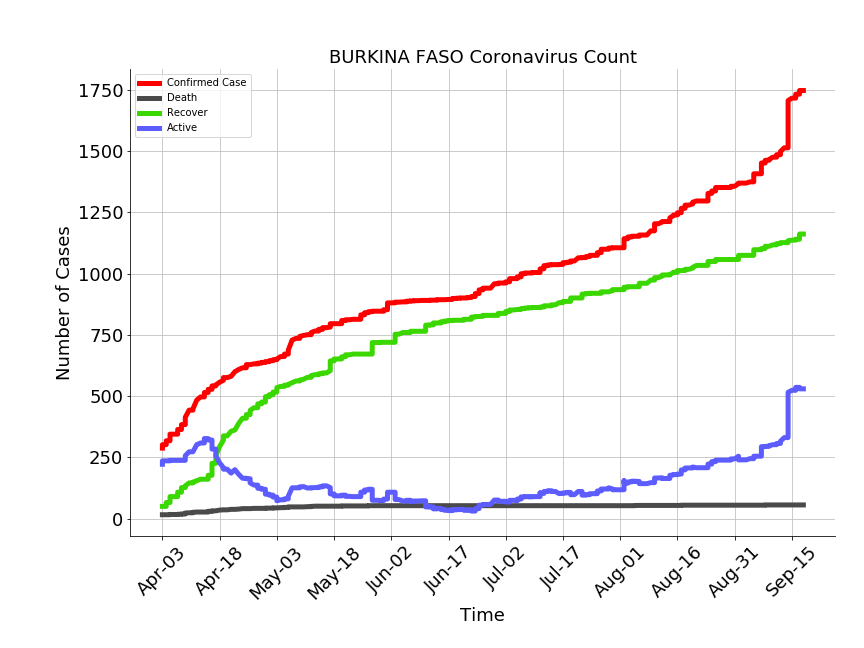 BURKINA FASO Coronavirus Count
Confirmed Case
Death
Recover
Active
Number of Cases
1750
1500
1250
1000
750
500
250
0
Apr-03
Apr-18
May-03
May-18
Jun-02
Jun-17
Jul-02
Jul-17
Aug-01
Aug-16
Aug-31
Sep-15
Time